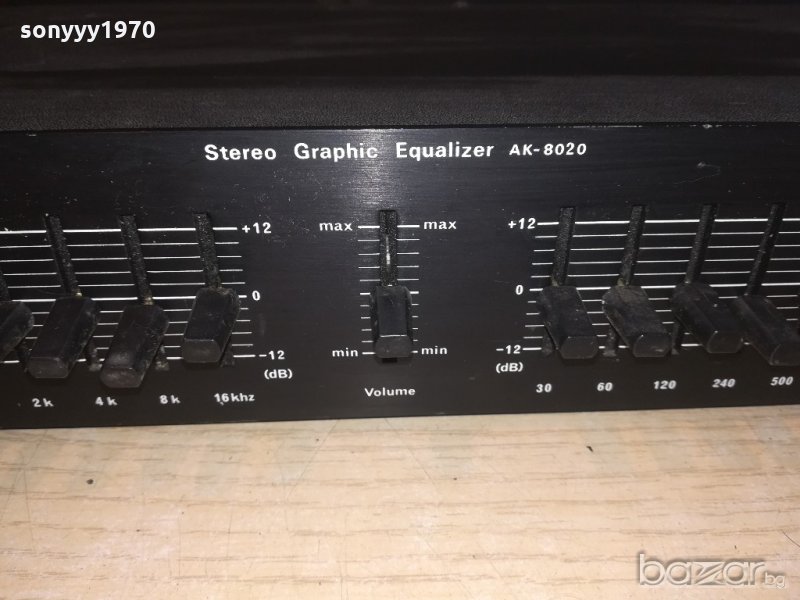 sonyyy1970
Stereo Graphic Equalizer AK-8020
+12 max max +12
0 0
-12 min min -12
(dB) (dB)
2k 4k 8k 16khz Volume 30 60 120 240 500
bazar.bg